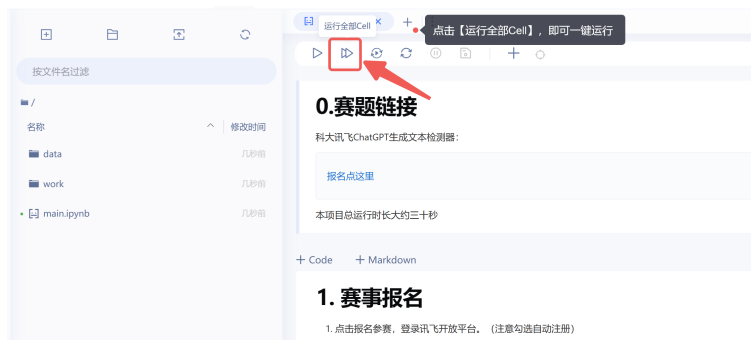 运行全部Cell
点击【运行全部Cell】，即可一键运行
按文件名过滤
/
名称
修改时间
data
几秒前
work
几秒前
main.ipynb
几秒前
0.赛题链接
科大讯飞ChatGPT生成文本检测器：
报名点这里
本项目总运行时长大约三十秒
+ Code + Markdown
1. 赛事报名
1. 点击报名参赛，登录讯飞开放平台。（注意勾选自动注册）